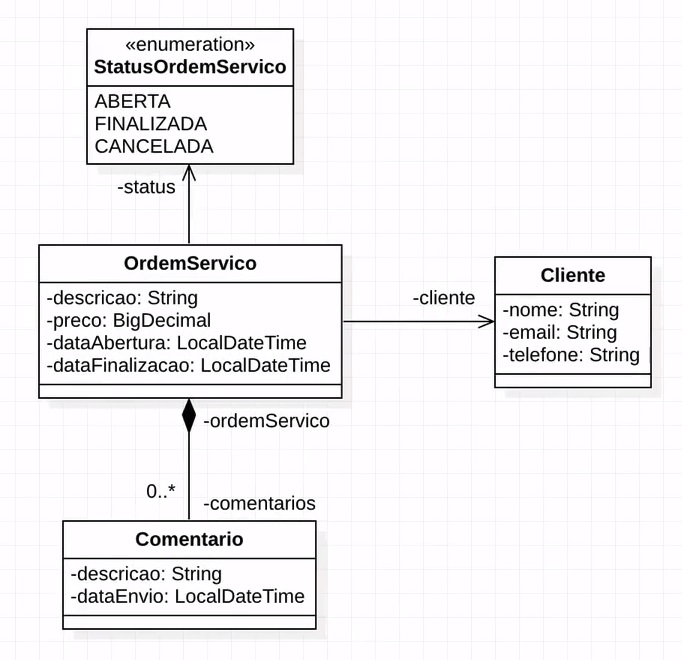 «enumeration»
StatusOrdemServico
ABERTA
FINALIZADA
CANCELADA
-status
OrdemServico
-descricao: String
-preco: BigDecimal
-dataAbertura: LocalDateTime
-dataFinalizacao: LocalDateTime
-cliente
Cliente
-nome: String
-email: String
-telefone: String
-ordemServico
0..*
-comentarios
Comentario
-descricao: String
-dataEnvio: LocalDateTime